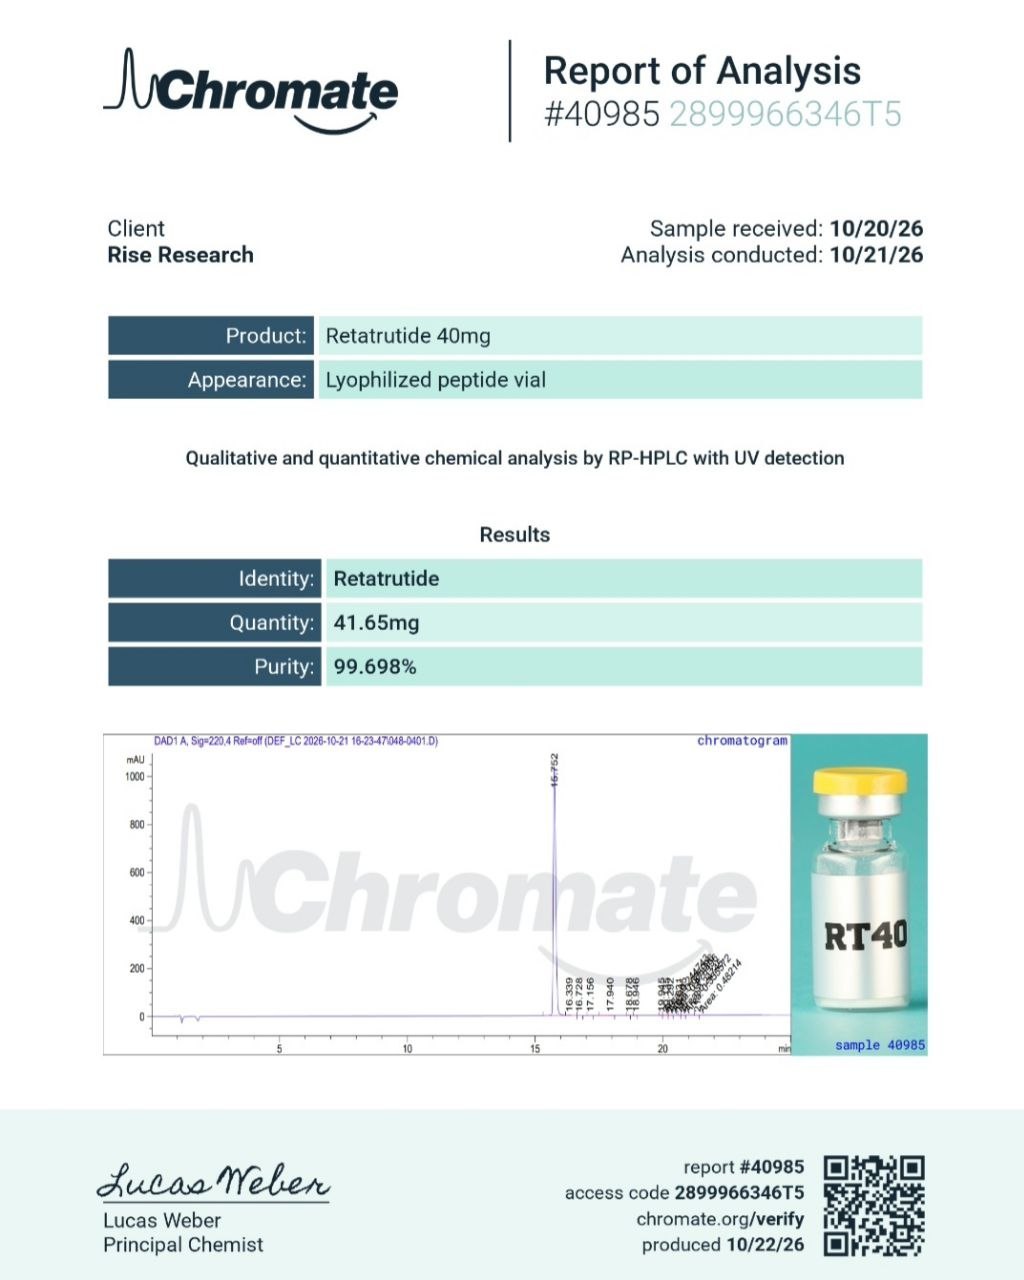 Chromate
Report of Analysis
#40985 2899966346T5
Client
Rise Research
Sample received: 10/20/26
Analysis conducted: 10/21/26
Product: Retatrutide 40mg
Appearance: Lyophilized peptide vial
Qualitative and quantitative chemical analysis by RP-HPLC with UV detection
Results
Identity: Retatrutide
Quantity: 41.65mg
Purity: 99.698%
DAD1 A, Sig=220,4 Ref=off (DEF_LC 2026-10-21 16-23-47\048-0401.D)
chromatogram
mAU
1000
800
600
400
200
0
15.752
16.339
16.728
17.156
17.940
18.678
18.946
19.945
Area: 0.48214
5
10
15
20
min
Chromate
RT40
sample 40985
Lucas Weber
Lucas Weber
Principal Chemist
report #40985
access code 2899966346T5
chromate.org/verify
produced 10/22/26